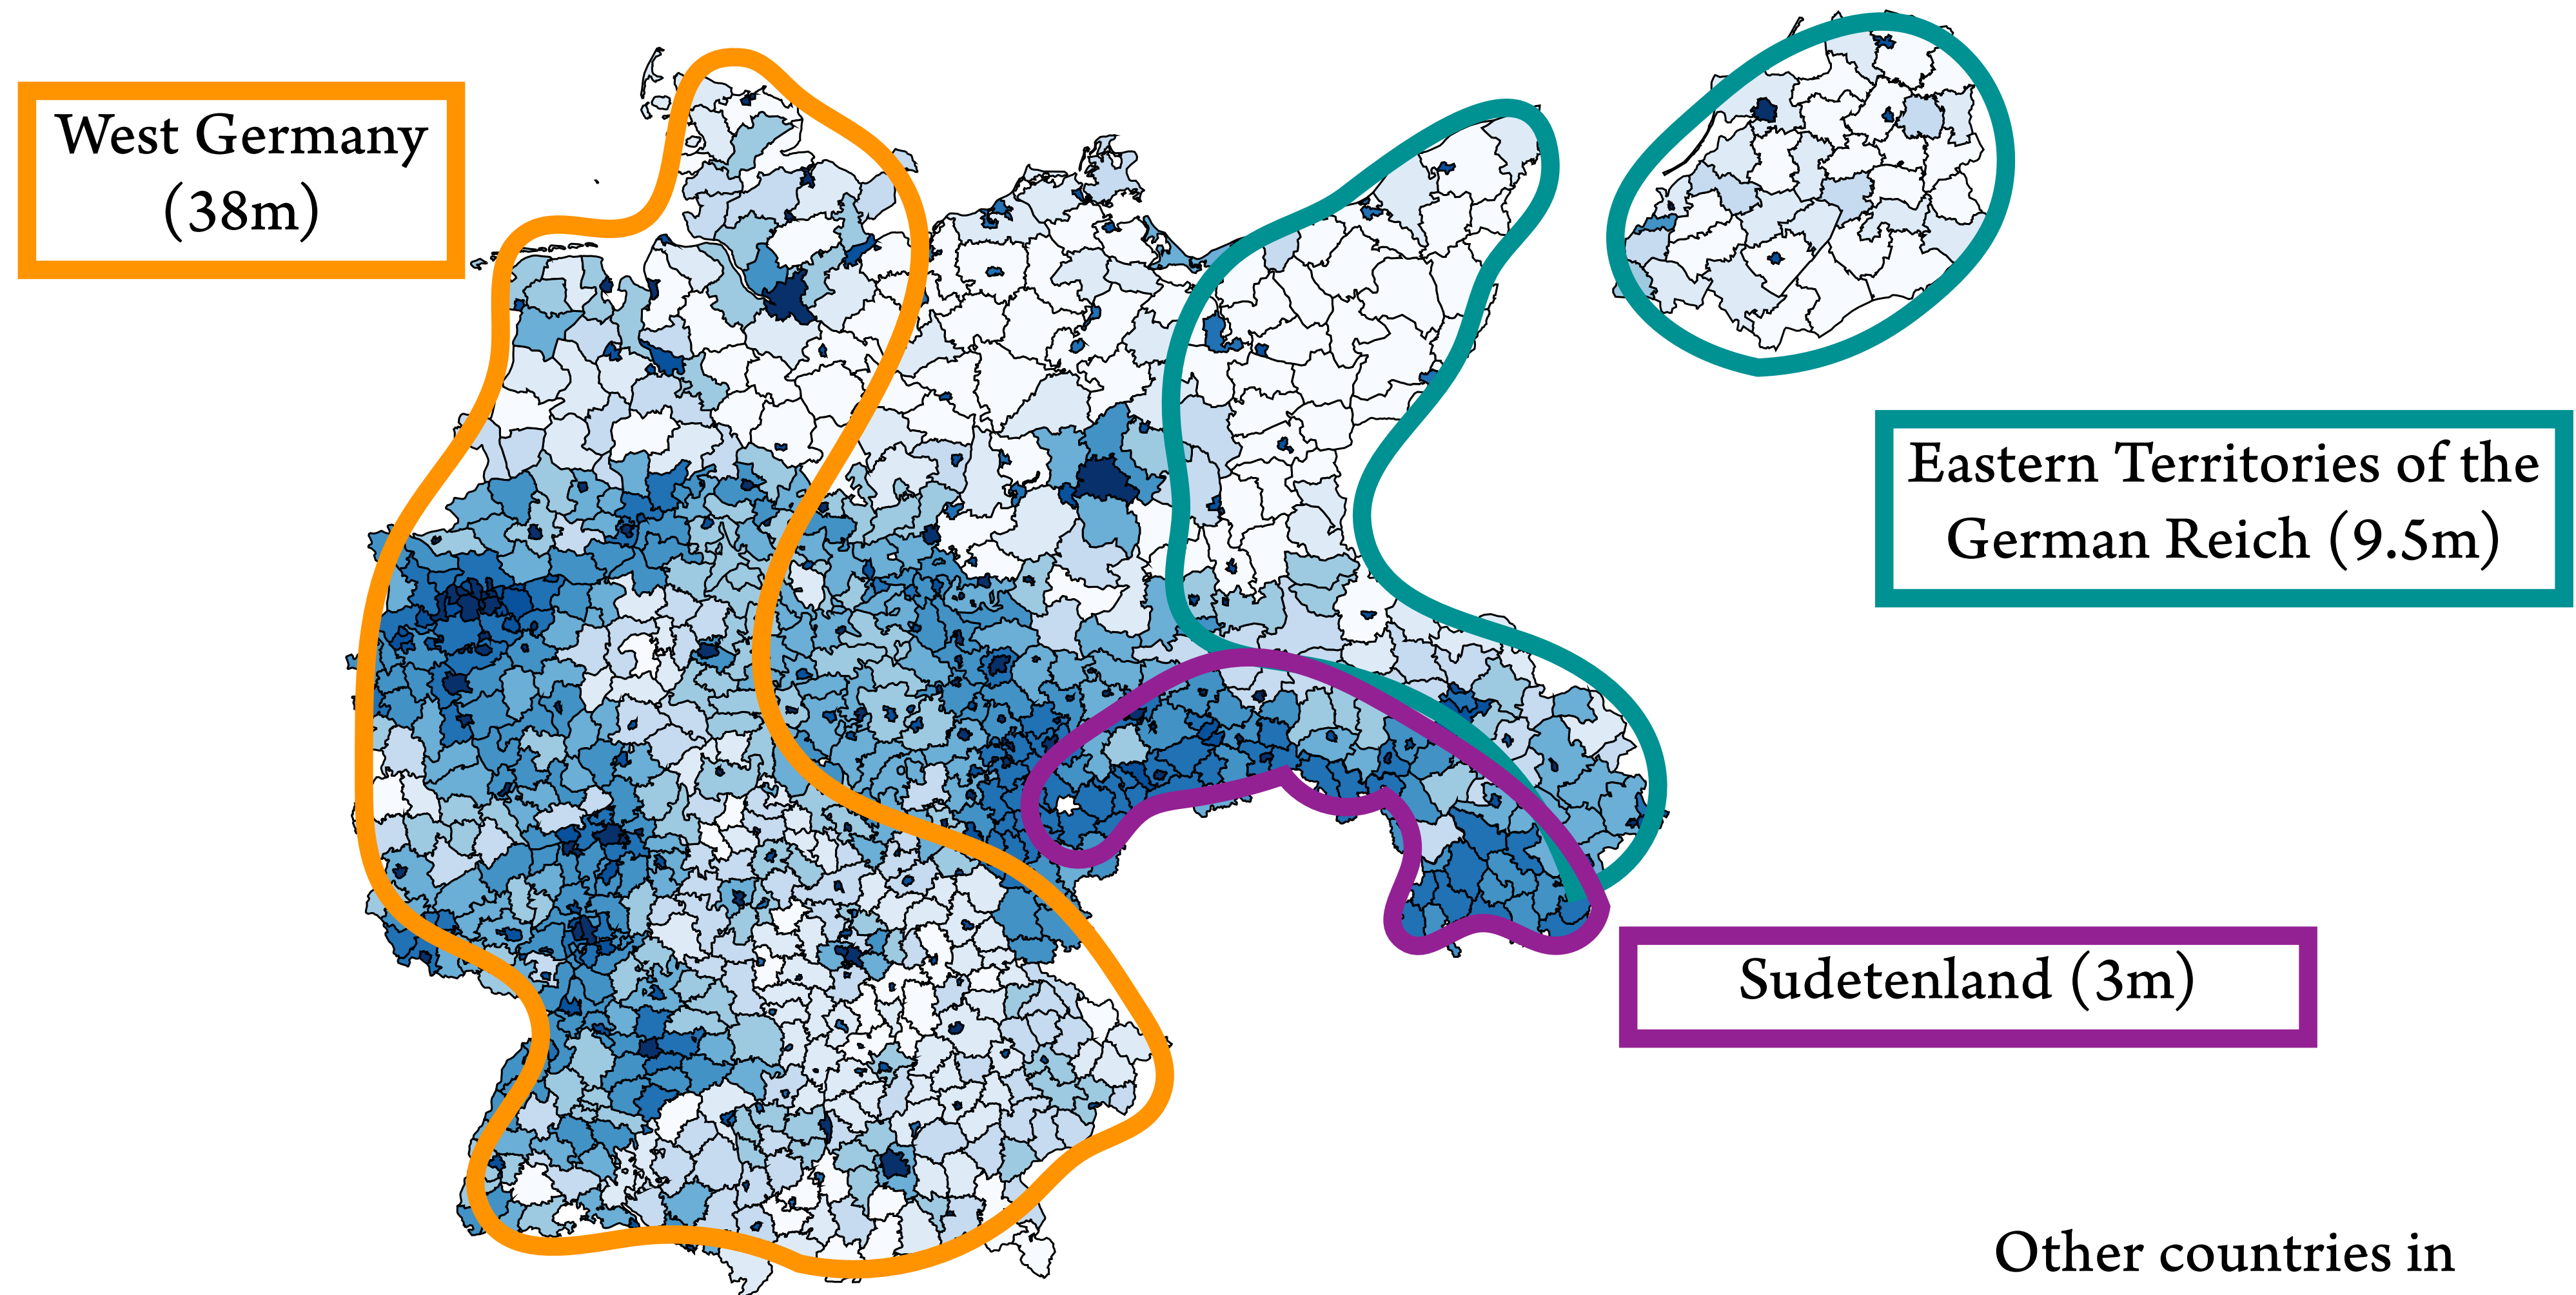 West Germany
(38m)
Eastern Territories of the
German Reich (9.5m)
Sudetenland (3m)
Other countries in